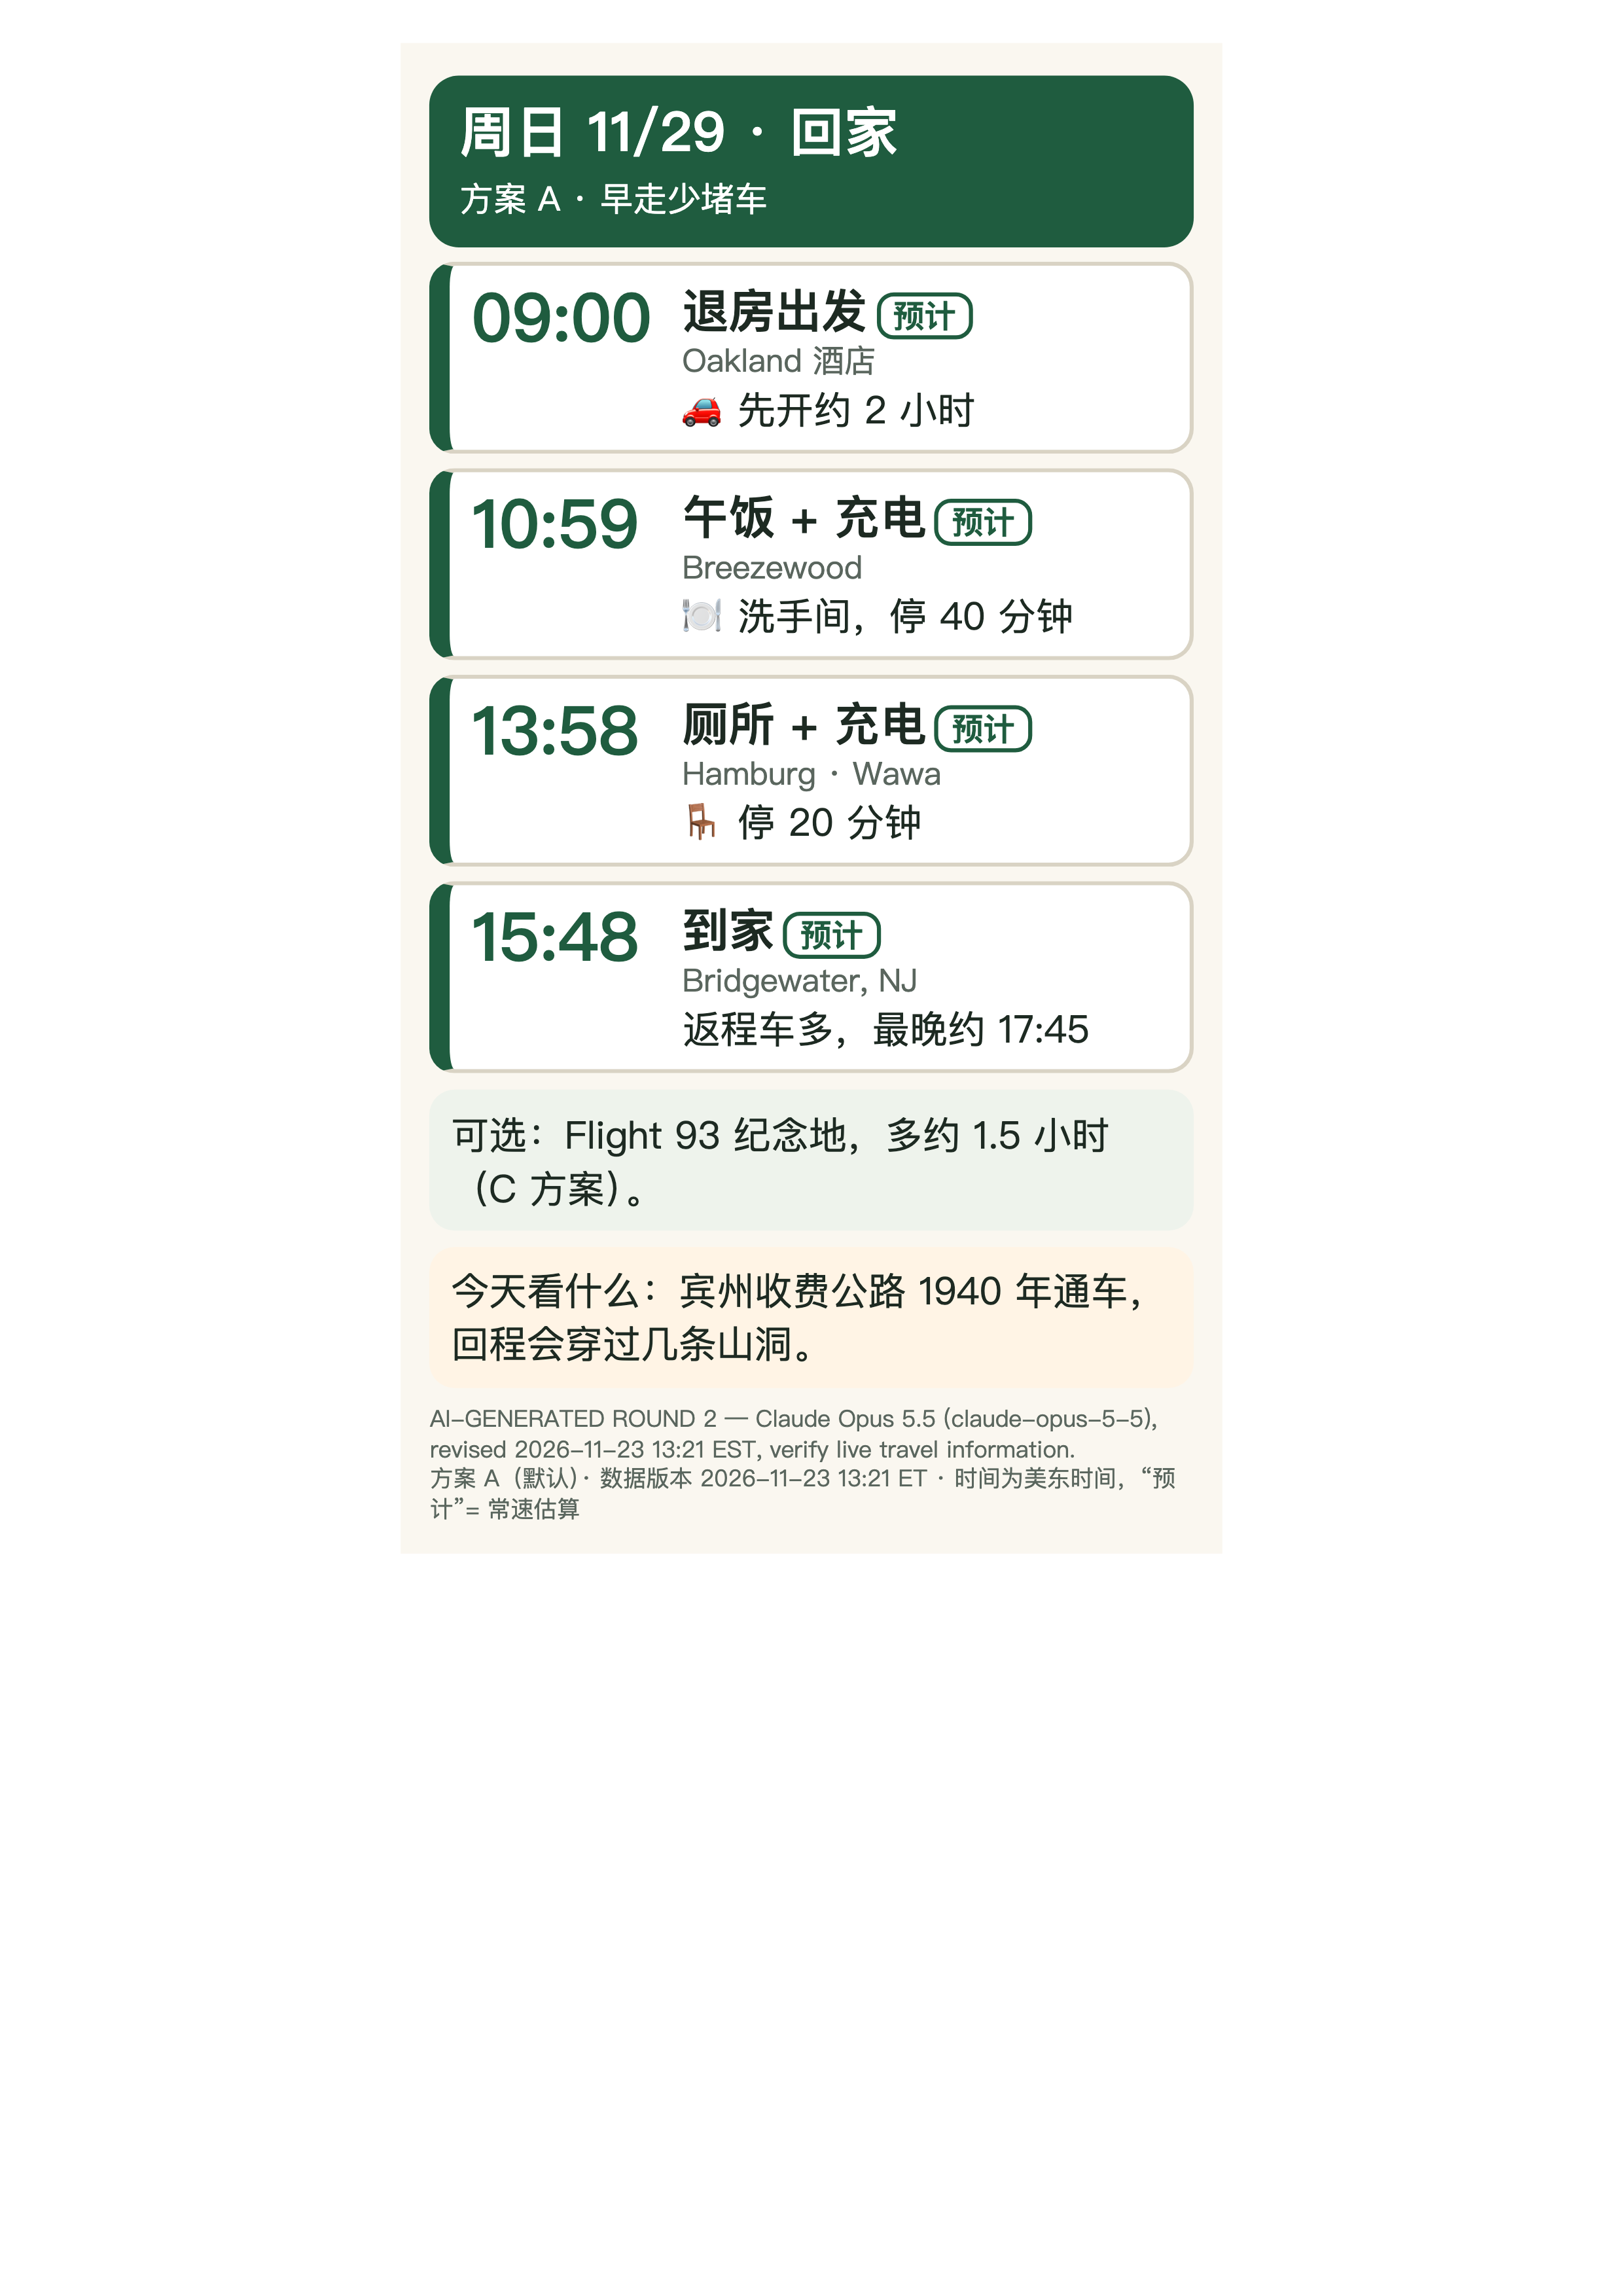 周日 11/29 · 回家
方案 A · 早走少堵车
09:00 退房出发 预计
Oakland 酒店
🚗 先开约 2 小时
10:59 午饭 + 充电 预计
Breezewood
🍽️ 洗手间，停 40 分钟
13:58 厕所 + 充电 预计
Hamburg · Wawa
🪑 停 20 分钟
15:48 到家 预计
Bridgewater, NJ
返程车多，最晚约 17:45
可选：Flight 93 纪念地，多约 1.5 小时
（C 方案）。
今天看什么：宾州收费公路 1940 年通车，
回程会穿过几条山洞。
AI-GENERATED ROUND 2 — Claude Opus 5.5 (claude-opus-5-5),
revised 2026-11-23 13:21 EST, verify live travel information.
方案 A（默认）· 数据版本 2026-11-23 13:21 ET · 时间为美东时间，“预
计”= 常速估算